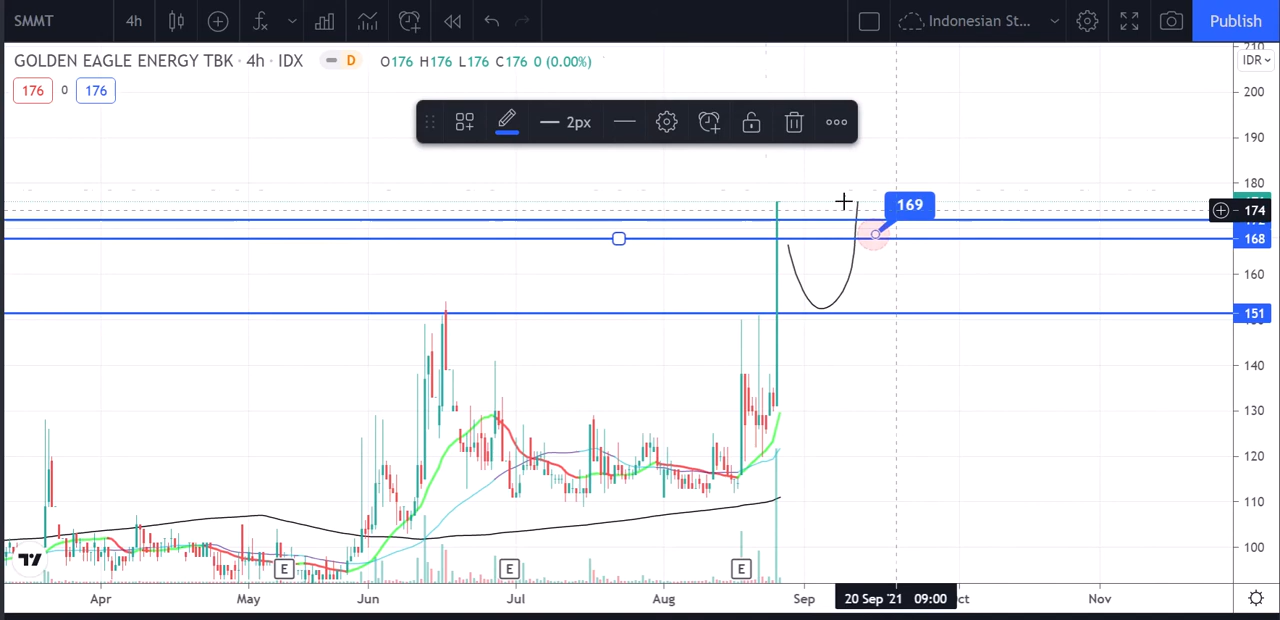 SMMT 4h Indonesian St... Publish
GOLDEN EAGLE ENERGY TBK · 4h · IDX D O176 H176 L176 C176 0 (0.00%) IDR
176 0 176
2px
210
200
190
180
169
174
168
160
151
140
130
120
110
100
E E E
Apr May Jun Jul Aug Sep 20 Sep '21 09:00 Nov